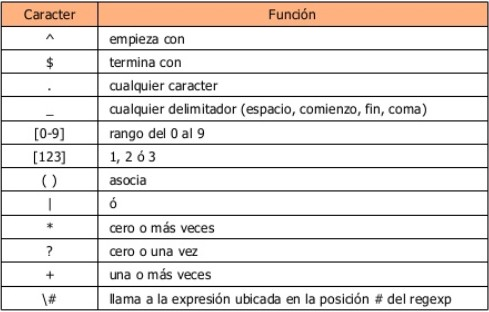 Caracter Función
^ empieza con
$ termina con
. cualquier caracter
_ cualquier delimitador (espacio, comienzo, fin, coma)
[0-9] rango del 0 al 9
[123] 1, 2 ó 3
( ) asocia
| ó
* cero o más veces
? cero o una vez
+ una o más veces
\# llama a la expresión ubicada en la posición # del regexp